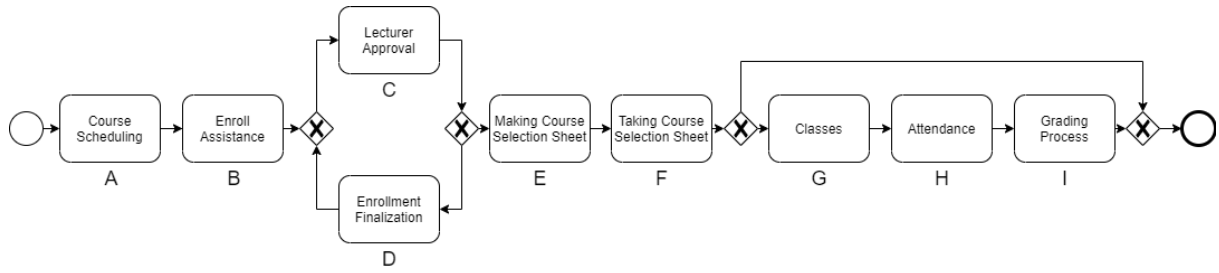 Course
Scheduling
A
Enroll
Assistance
B
Lecturer
Approval
C
Enrollment
Finalization
D
Making Course
Selection Sheet
E
Taking Course
Selection Sheet
F
Classes
G
Attendance
H
Grading
Process
I